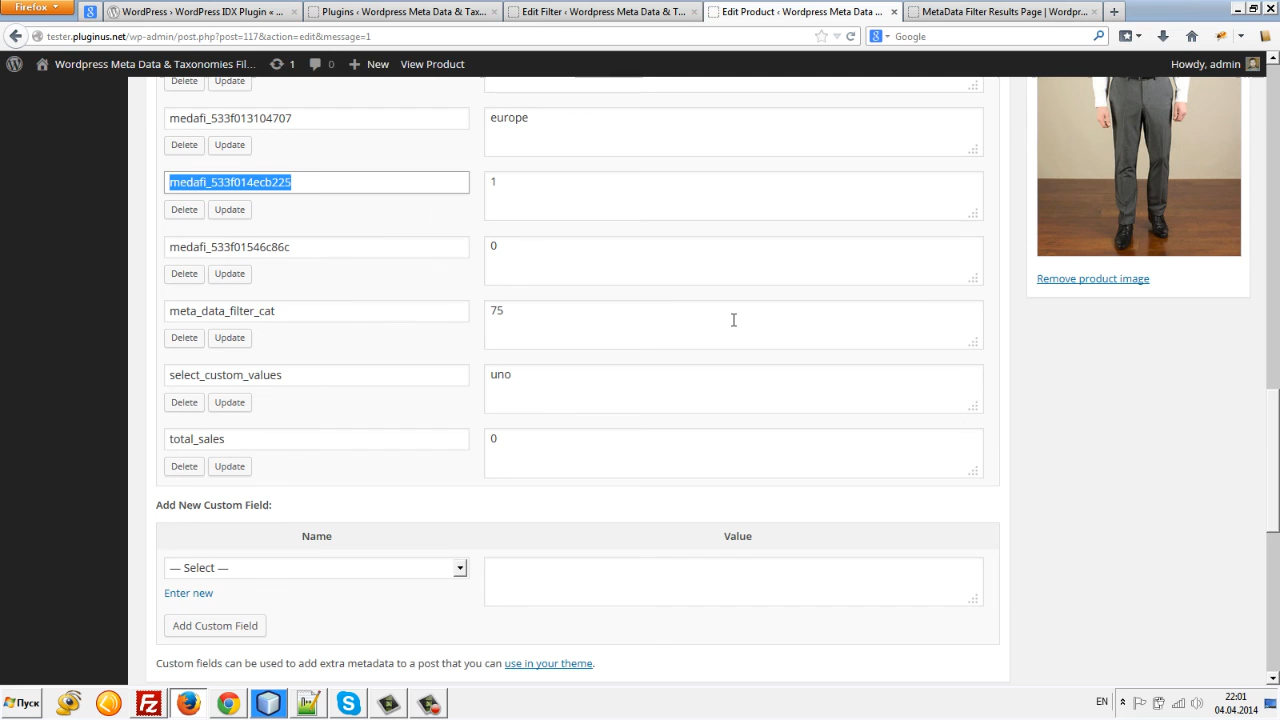 Firefox
WordPress › WordPress IDX Plugin « ...
Plugins ‹ Wordpress Meta Data & Tax...
Edit Filter ‹ Wordpress Meta Data & T...
Edit Product ‹ Wordpress Meta Data ...
MetaData Filter Results Page | Wordpr...
tester.pluginus.net/wp-admin/post.php?post=117&action=edit&message=1
Google
Wordpress Meta Data & Taxonomies Fil...
1
0
New
View Product
Howdy, admin
Delete
Update
medafi_533f013104707
europe
Delete
Update
medafi_533f014ecb225
1
Delete
Update
medafi_533f01546c86c
0
Delete
Update
meta_data_filter_cat
75
Delete
Update
select_custom_values
uno
Delete
Update
total_sales
0
Delete
Update
Remove product image
Add New Custom Field:
Name
Value
— Select —
Enter new
Add Custom Field
Custom fields can be used to add extra metadata to a post that you can use in your theme.
Пуск
EN
22:01
04.04.2014